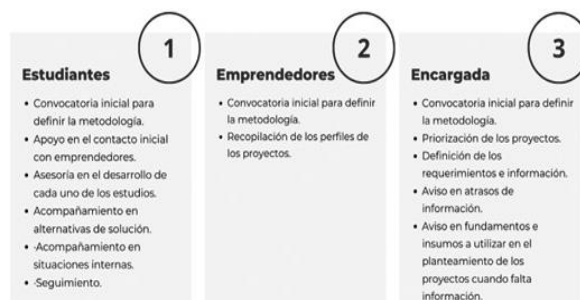 1
Estudiantes
• Convocatoria inicial para
definir la metodología.
• Apoyo en el contacto inicial
con emprendedores.
• Asesoría en el desarrollo de
cada uno de los estudios.
• Acompañamiento en
alternativas de solución.
• -Acompañamiento en
situaciones internas.
• -Seguimiento.
2
Emprendedores
• Convocatoria inicial para definir
la metodología.
• Recopilación de los perfiles de
los proyectos.
3
Encargada
• Convocatoria inicial para definir
la metodología.
• Priorización de los proyectos.
• Definición de los
requerimientos e información.
• Aviso en atrasos de
información.
• Aviso en fundamentos e
insumos a utilizar en el
planteamiento de los
proyectos cuando falta
información.